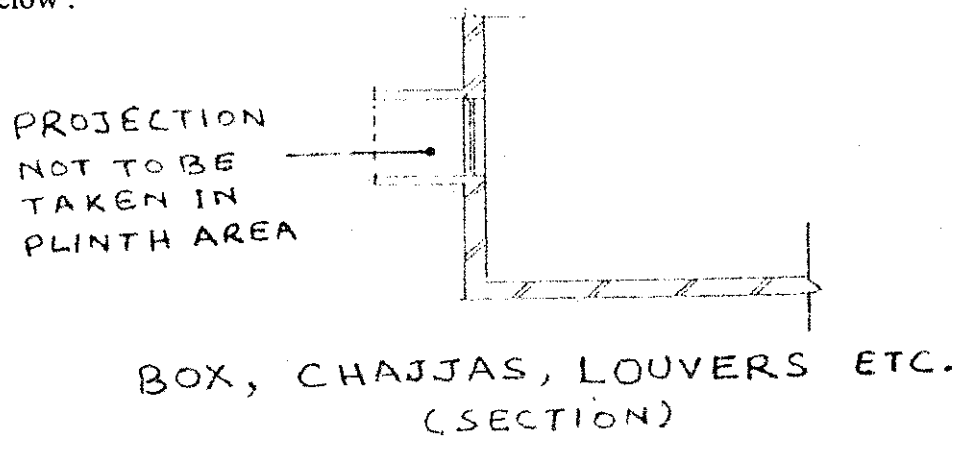 elow :
PROJECTION
NOT TO BE
TAKEN IN
PLINTH AREA
BOX, CHAJJAS, LOUVERS ETC.
(SECTION)